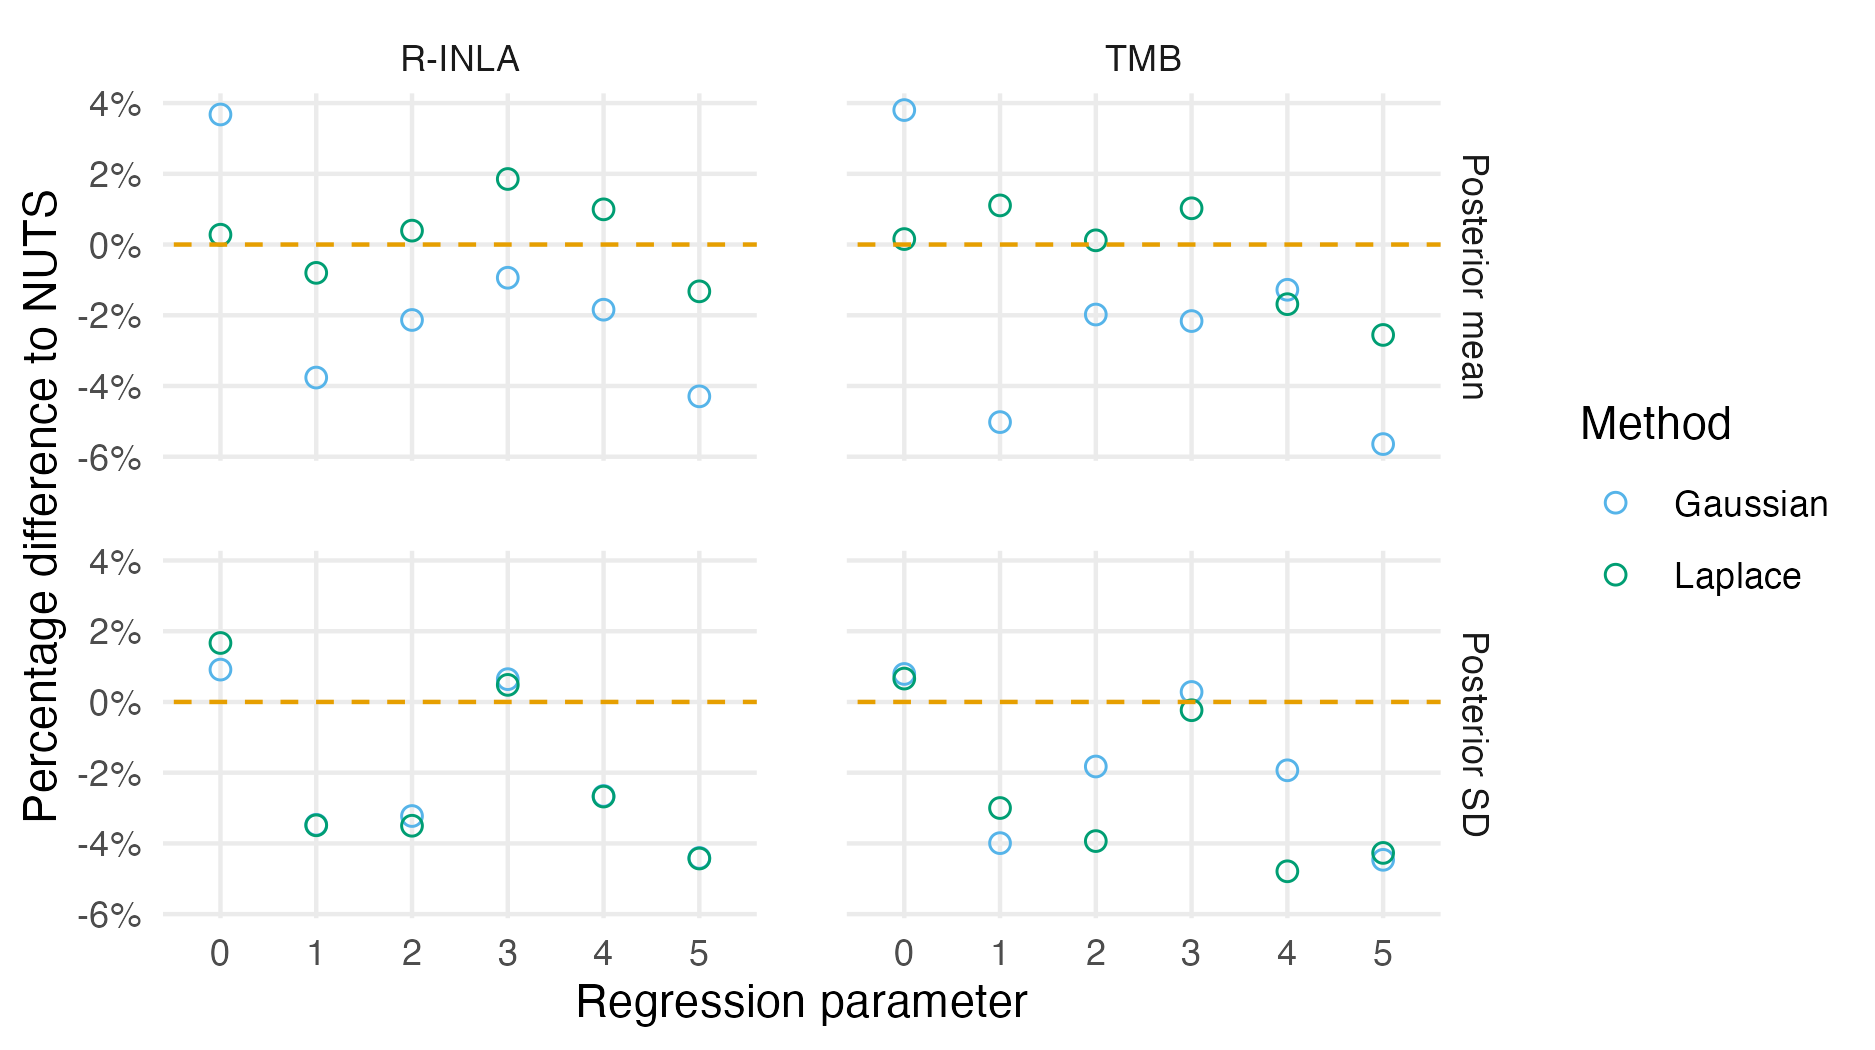 R-INLA
TMB
4%
2%
0%
-2%
-4%
-6%
Posterior mean
4%
2%
0%
-2%
-4%
-6%
Posterior SD
0 1 2 3 4 5
0 1 2 3 4 5
Regression parameter
Percentage difference to NUTS
Method
Gaussian
Laplace